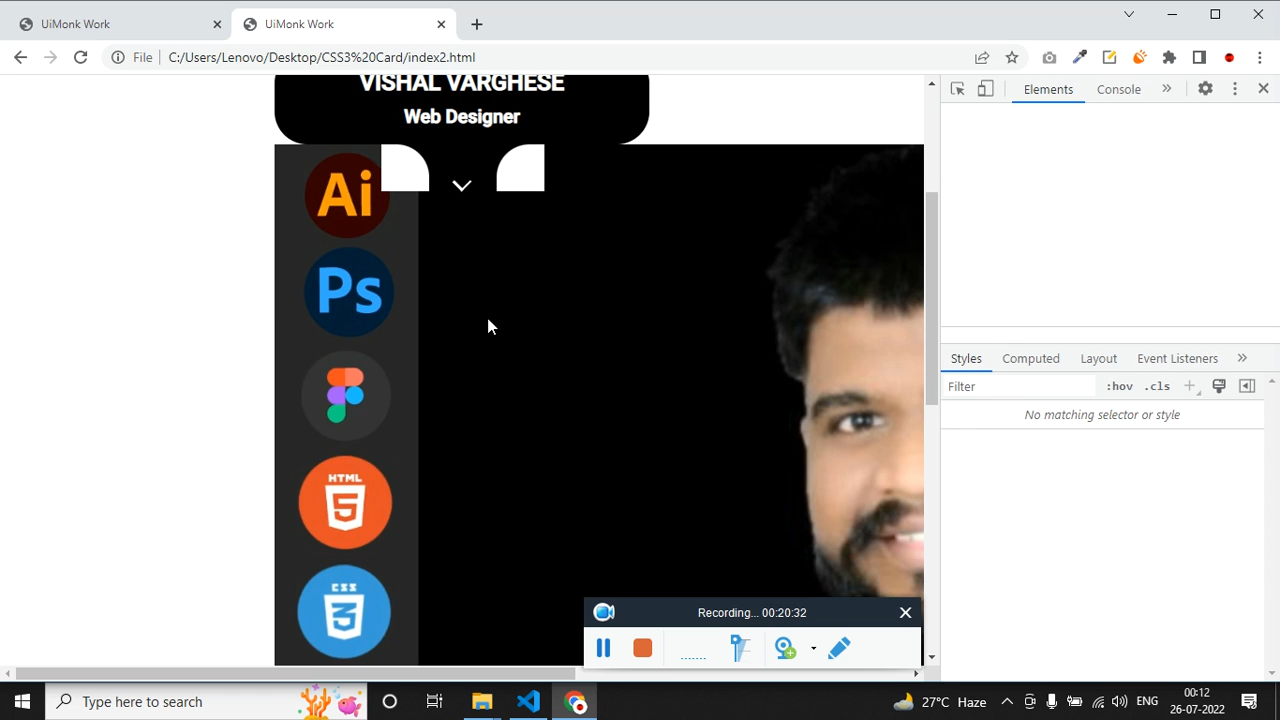 UiMonk Work
UiMonk Work
File C:/Users/Lenovo/Desktop/CSS3%20Card/index2.html
VISHAL VARGHESE
Web Designer
Ai
Ps
HTML
5
CSS
3
Elements Console »
Styles Computed Layout Event Listeners »
Filter :hov .cls
No matching selector or style
Recording... 00:20:32
Type here to search
27°C Haze ENG 00:12
26-07-2022